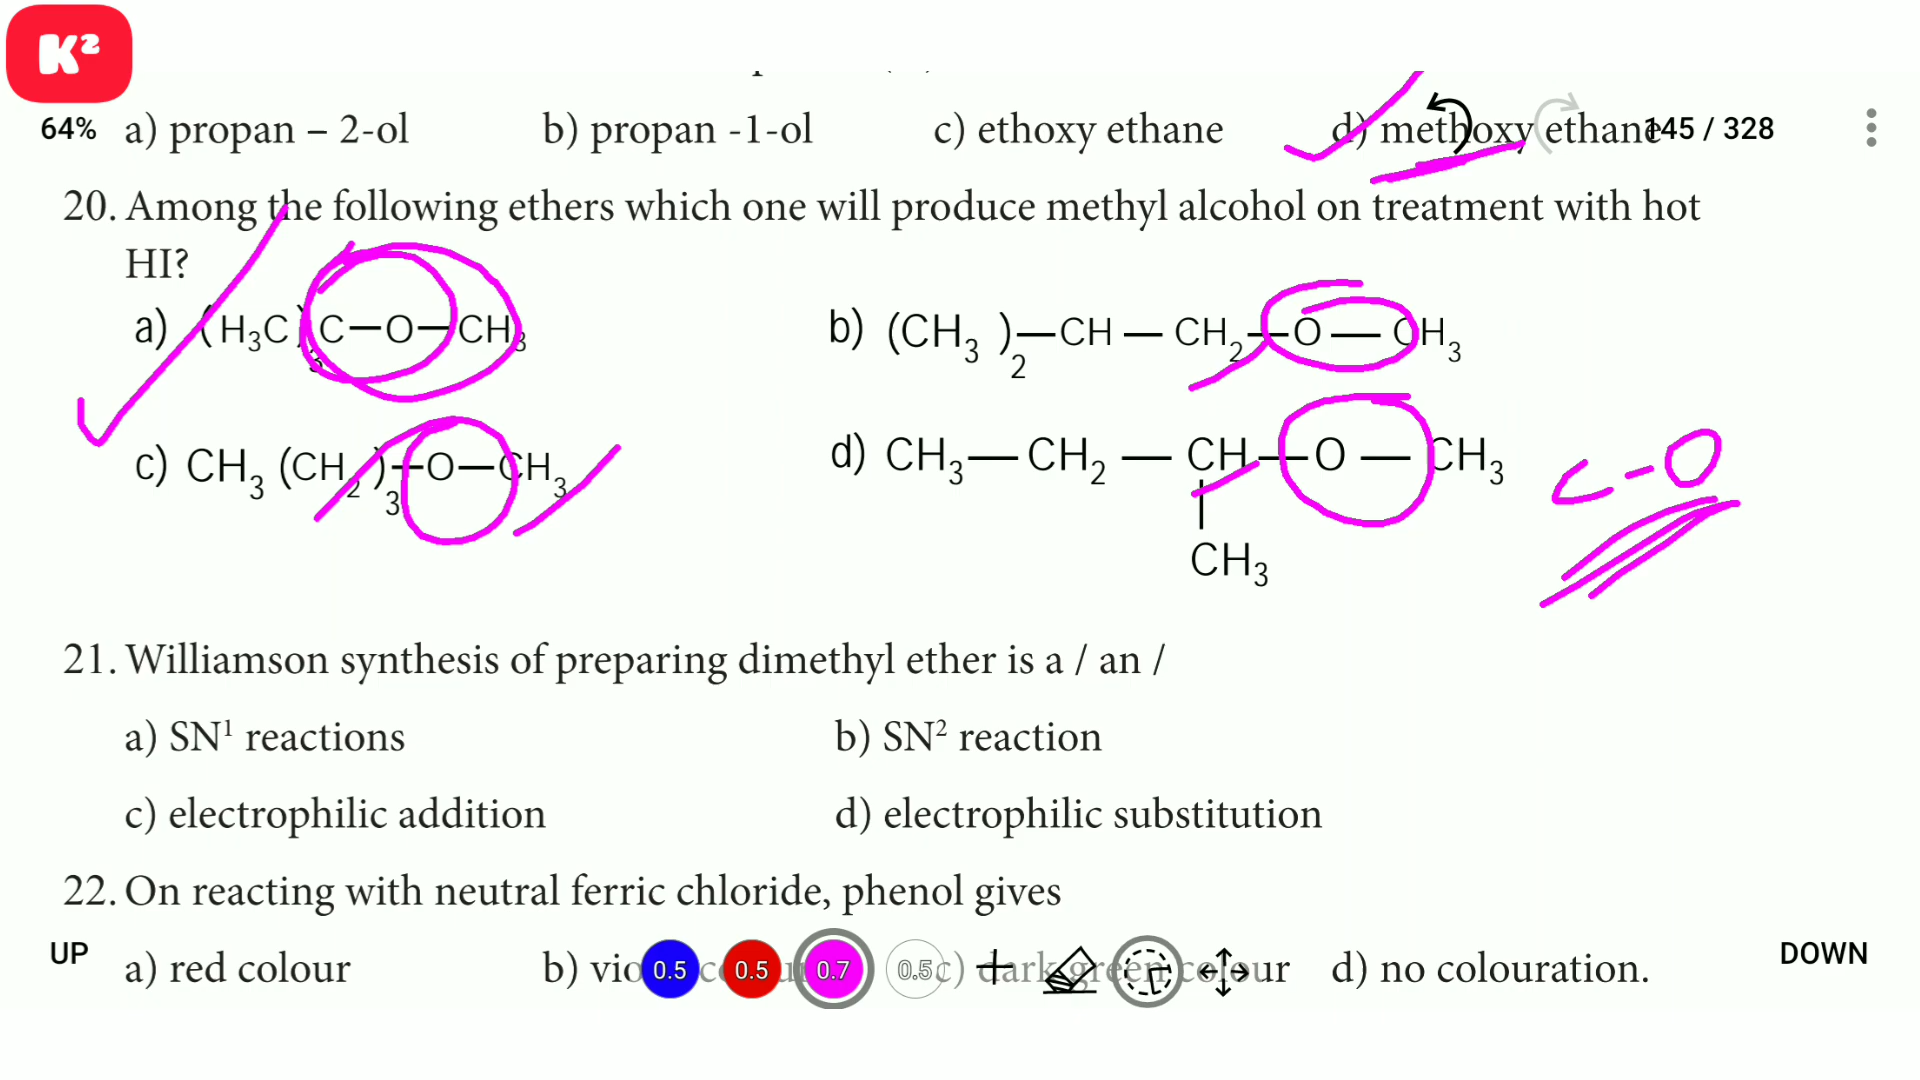 K²
64%
a) propan – 2-ol b) propan -1-ol c) ethoxy ethane d) methoxy ethane
145 / 328
20. Among the following ethers which one will produce methyl alcohol on treatment with hot
HI?
a) (H₃C)₃C—O—CH₃ b) (CH₃)₂—CH—CH₂—O—CH₃
c) CH₃(CH₂)₃—O—CH₃ d) CH₃—CH₂—CH—O—CH₃
CH₃
C-O
21. Williamson synthesis of preparing dimethyl ether is a / an /
a) SN¹ reactions b) SN² reaction
c) electrophilic addition d) electrophilic substitution
22. On reacting with neutral ferric chloride, phenol gives
UP DOWN
a) red colour b) c) dark green colour d) no colouration.
0.5 0.5 0.7 0.5